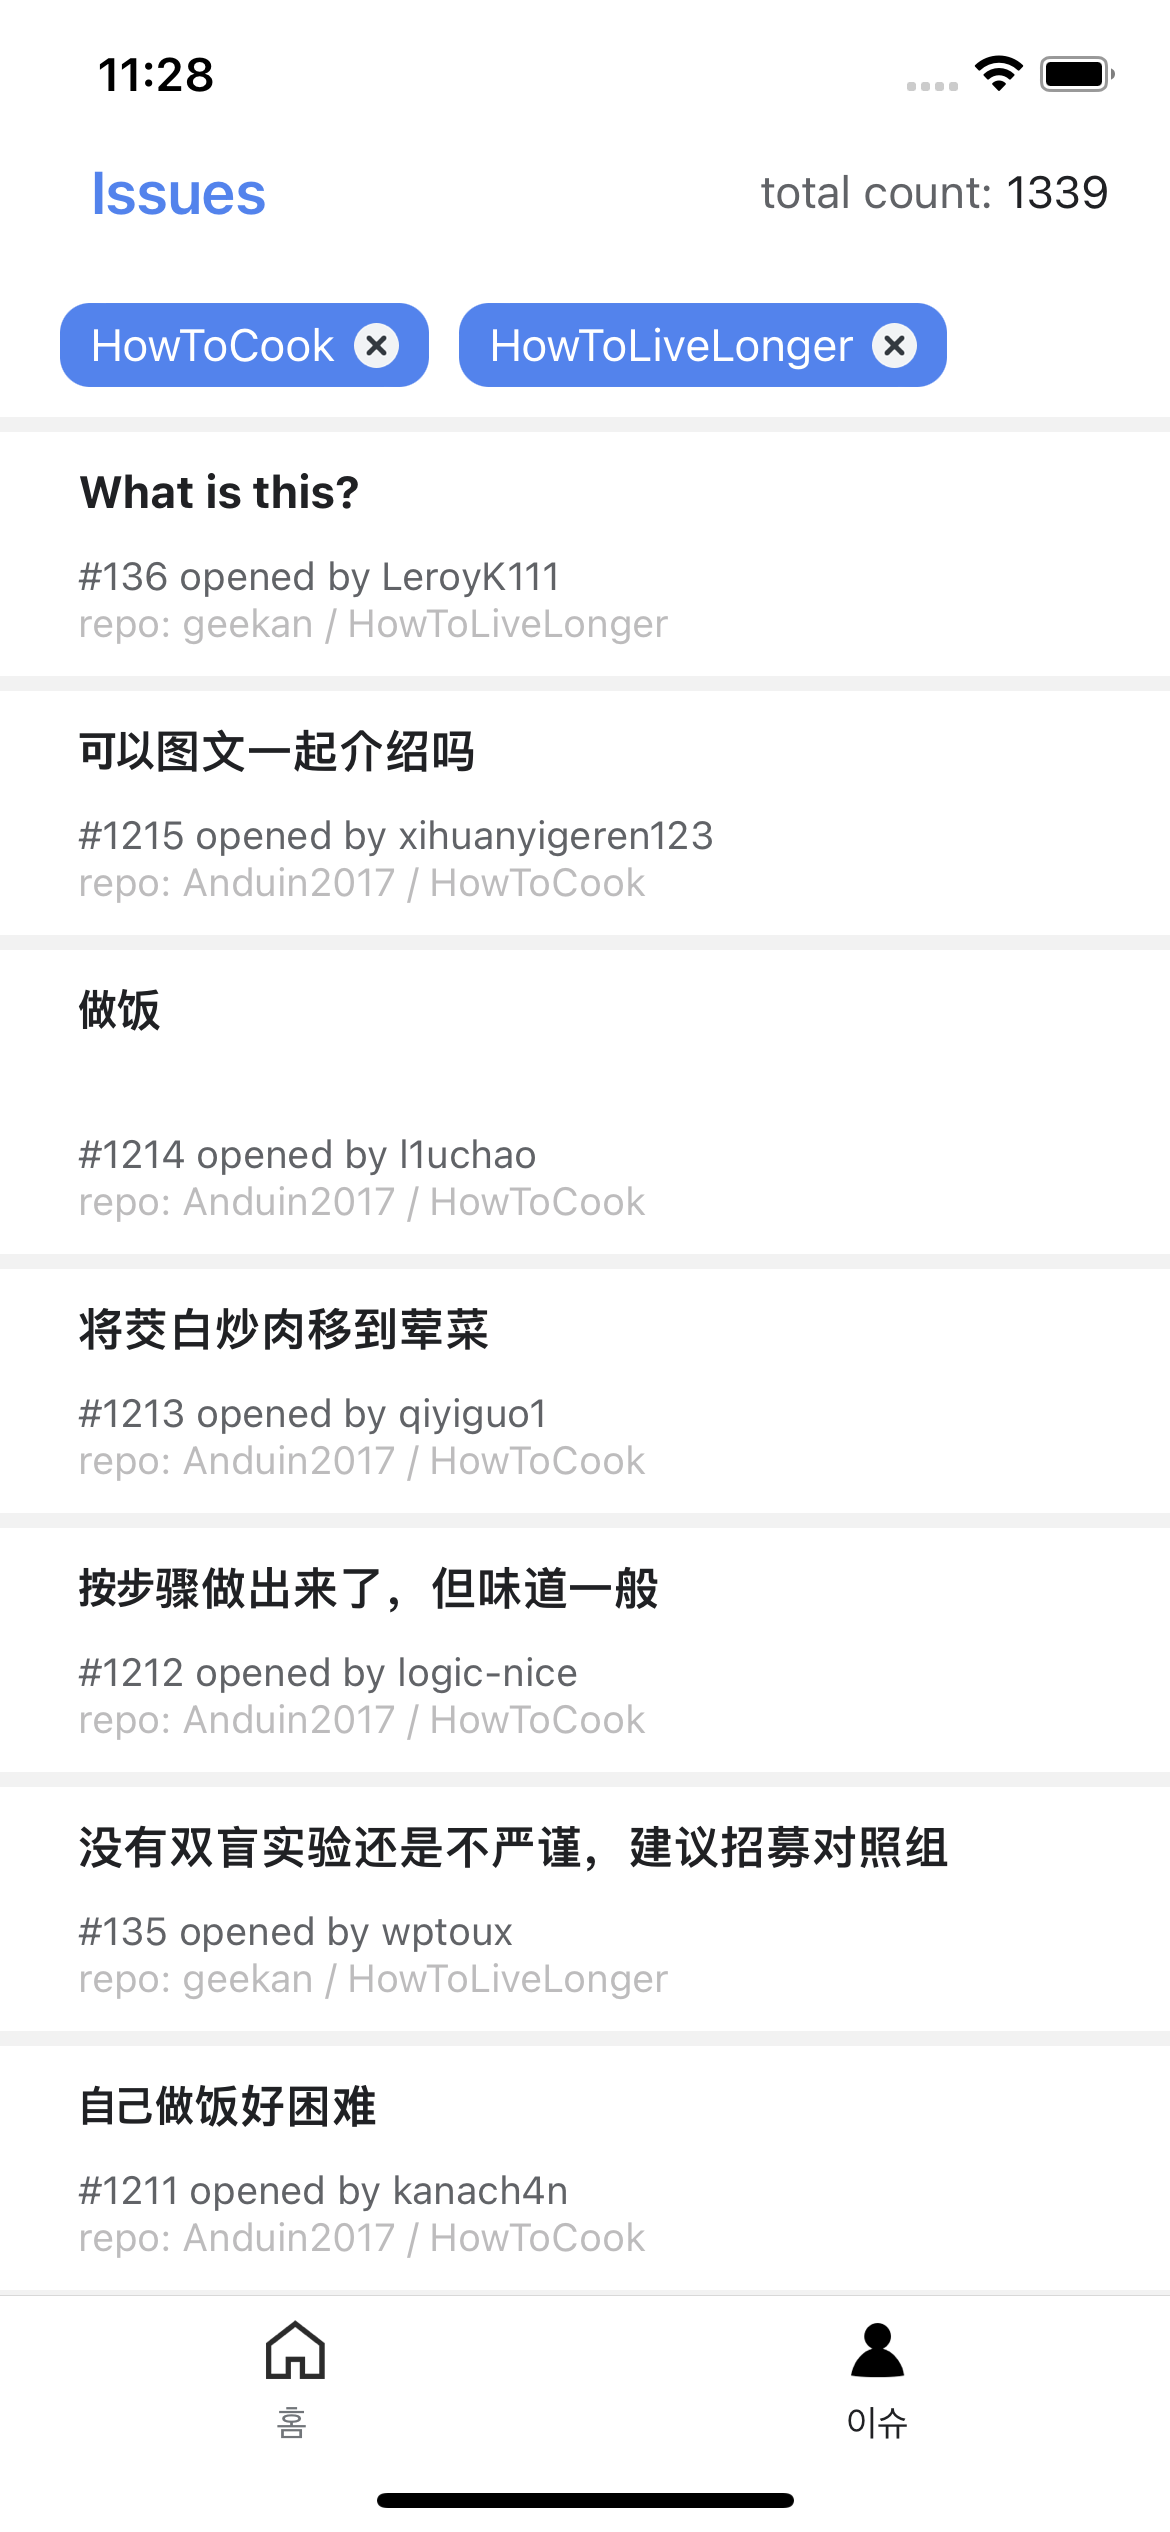 11:28
Issues
total count: 1339
HowToCook
HowToLiveLonger
What is this?
#136 opened by LeroyK111
repo: geekan / HowToLiveLonger
可以图文一起介绍吗
#1215 opened by xihuanyigeren123
repo: Anduin2017 / HowToCook
做饭
#1214 opened by l1uchao
repo: Anduin2017 / HowToCook
将茭白炒肉移到荤菜
#1213 opened by qiyiguo1
repo: Anduin2017 / HowToCook
按步骤做出来了，但味道一般
#1212 opened by logic-nice
repo: Anduin2017 / HowToCook
没有双盲实验还是不严谨，建议招募对照组
#135 opened by wptoux
repo: geekan / HowToLiveLonger
自己做饭好困难
#1211 opened by kanach4n
repo: Anduin2017 / HowToCook
홈
이슈